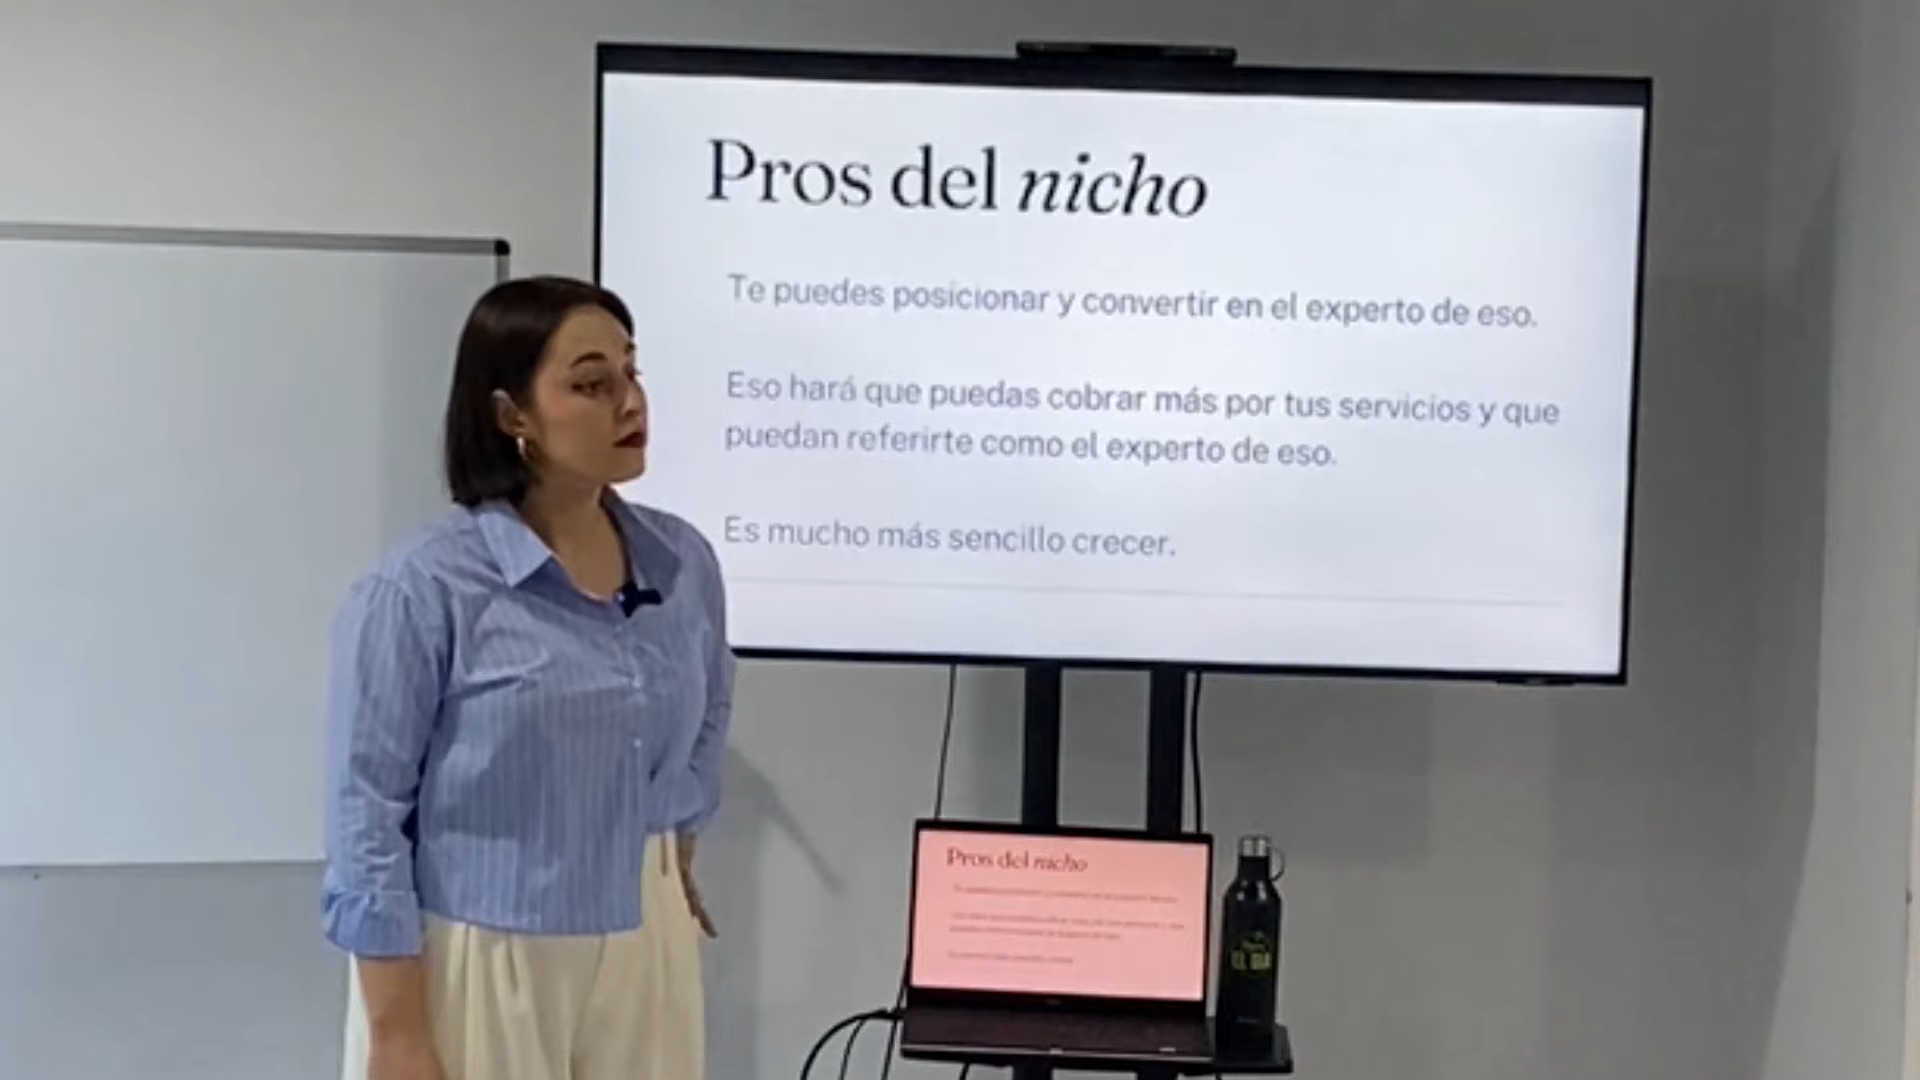 Pros del nicho
Te puedes posicionar y convertir en el experto de eso.
Eso hará que puedas cobrar más por tus servicios y que
puedan referirte como el experto de eso.
Es mucho más sencillo crecer.
Pros del nicho